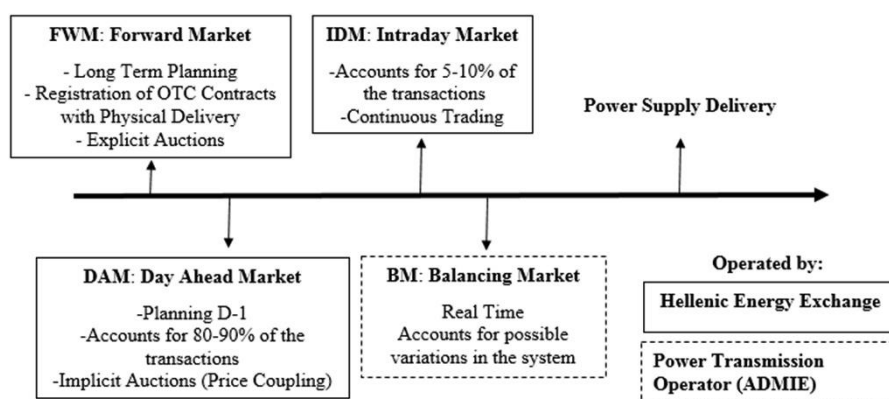 FWM: Forward Market
- Long Term Planning
- Registration of OTC Contracts
with Physical Delivery
- Explicit Auctions
IDM: Intraday Market
-Accounts for 5-10% of
the transactions
-Continuous Trading
Power Supply Delivery
DAM: Day Ahead Market
-Planning D-1
-Accounts for 80-90% of the
transactions
-Implicit Auctions (Price Coupling)
BM: Balancing Market
Real Time
Accounts for possible
variations in the system
Operated by:
Hellenic Energy Exchange
Power Transmission
Operator (ADMIE)